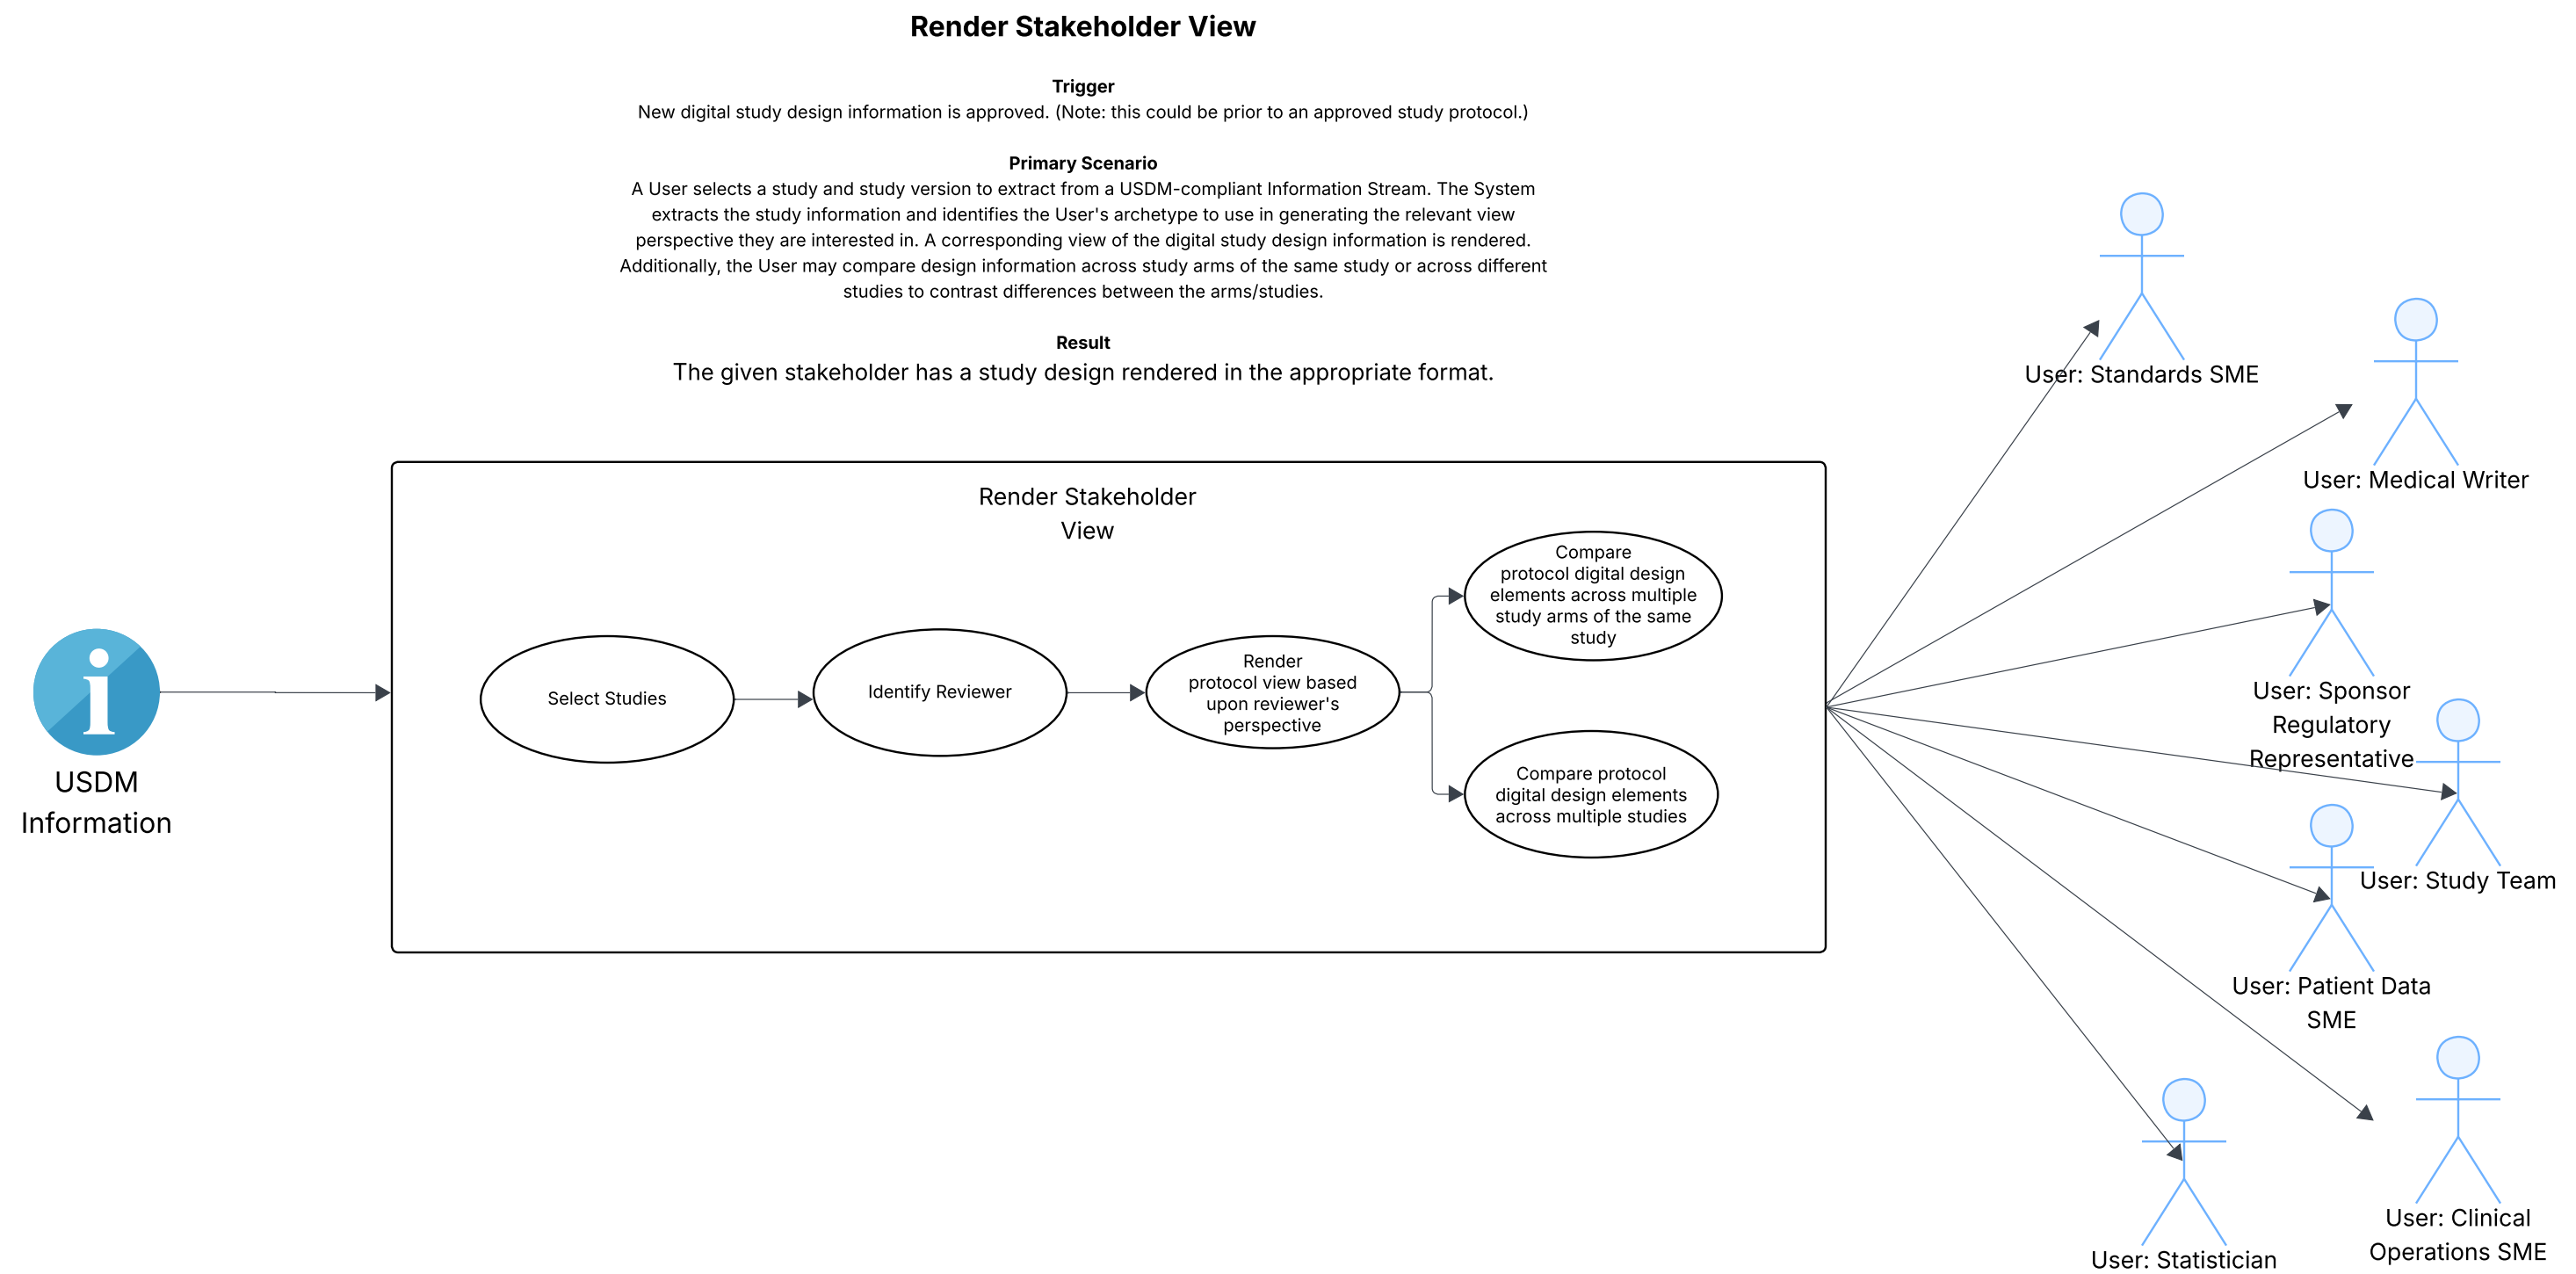 Render Stakeholder View
Trigger
New digital study design information is approved. (Note: this could be prior to an approved study protocol.)
Primary Scenario
A User selects a study and study version to extract from a USDM-compliant Information Stream. The System
extracts the study information and identifies the User's archetype to use in generating the relevant view
perspective they are interested in. A corresponding view of the digital study design information is rendered.
Additionally, the User may compare design information across study arms of the same study or across different
studies to contrast differences between the arms/studies.
Result
The given stakeholder has a study design rendered in the appropriate format.
USDM
Information
Render Stakeholder
View
Select Studies
Identify Reviewer
Render
protocol view based
upon reviewer's
perspective
Compare
protocol digital design
elements across multiple
study arms of the same
study
Compare protocol
digital design elements
across multiple studies
User: Standards SME
User: Medical Writer
User: Sponsor
Regulatory
Representative
User: Study Team
User: Patient Data
SME
User: Clinical
Operations SME
User: Statistician